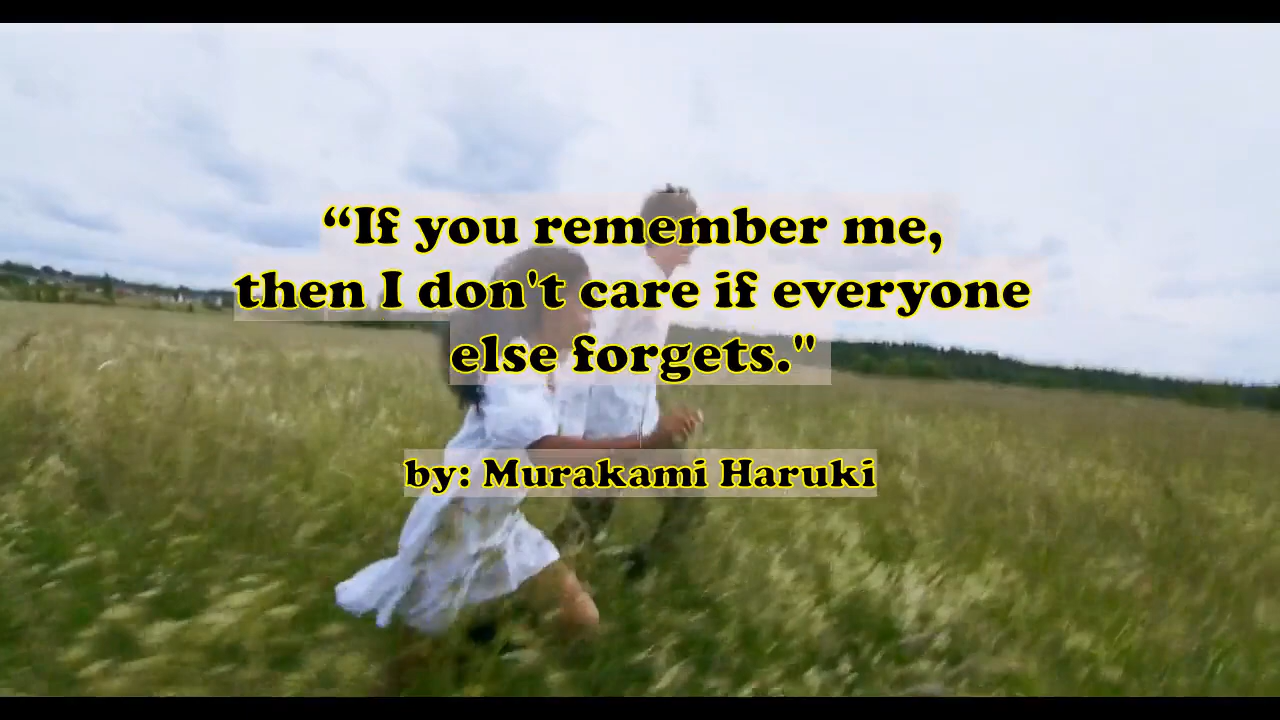 “If you remember me,
then I don't care if everyone
else forgets."
by: Murakami Haruki